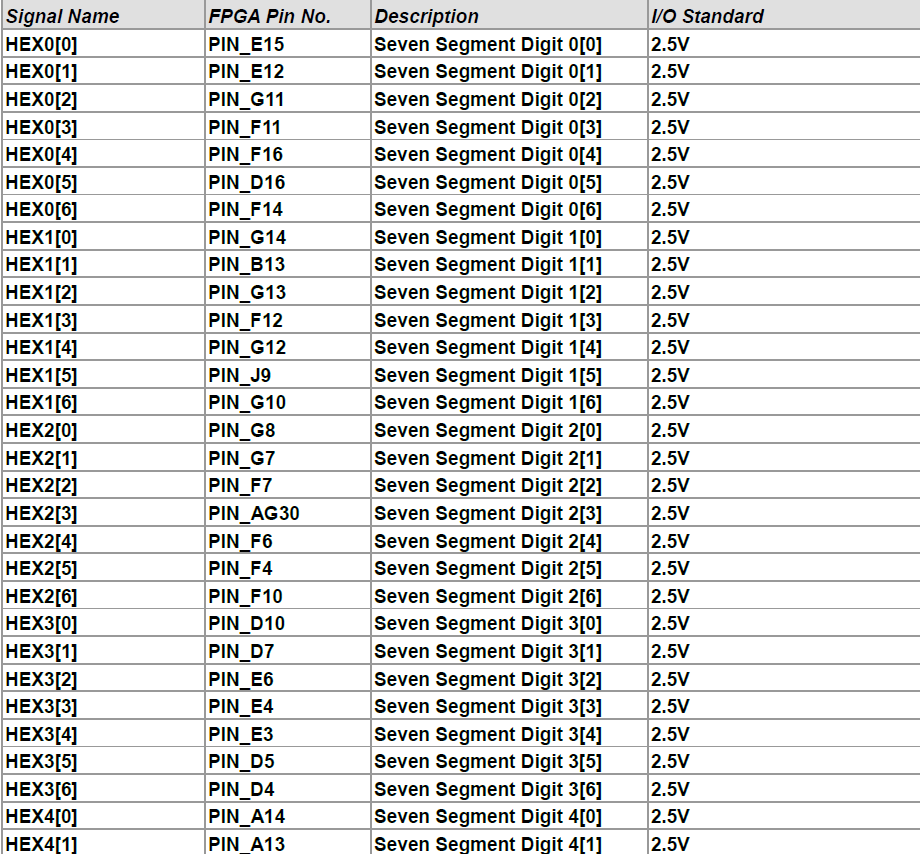 Signal Name FPGA Pin No. Description I/O Standard
HEX0[0] PIN_E15 Seven Segment Digit 0[0] 2.5V
HEX0[1] PIN_E12 Seven Segment Digit 0[1] 2.5V
HEX0[2] PIN_G11 Seven Segment Digit 0[2] 2.5V
HEX0[3] PIN_F11 Seven Segment Digit 0[3] 2.5V
HEX0[4] PIN_F16 Seven Segment Digit 0[4] 2.5V
HEX0[5] PIN_D16 Seven Segment Digit 0[5] 2.5V
HEX0[6] PIN_F14 Seven Segment Digit 0[6] 2.5V
HEX1[0] PIN_G14 Seven Segment Digit 1[0] 2.5V
HEX1[1] PIN_B13 Seven Segment Digit 1[1] 2.5V
HEX1[2] PIN_G13 Seven Segment Digit 1[2] 2.5V
HEX1[3] PIN_F12 Seven Segment Digit 1[3] 2.5V
HEX1[4] PIN_G12 Seven Segment Digit 1[4] 2.5V
HEX1[5] PIN_J9 Seven Segment Digit 1[5] 2.5V
HEX1[6] PIN_G10 Seven Segment Digit 1[6] 2.5V
HEX2[0] PIN_G8 Seven Segment Digit 2[0] 2.5V
HEX2[1] PIN_G7 Seven Segment Digit 2[1] 2.5V
HEX2[2] PIN_F7 Seven Segment Digit 2[2] 2.5V
HEX2[3] PIN_AG30 Seven Segment Digit 2[3] 2.5V
HEX2[4] PIN_F6 Seven Segment Digit 2[4] 2.5V
HEX2[5] PIN_F4 Seven Segment Digit 2[5] 2.5V
HEX2[6] PIN_F10 Seven Segment Digit 2[6] 2.5V
HEX3[0] PIN_D10 Seven Segment Digit 3[0] 2.5V
HEX3[1] PIN_D7 Seven Segment Digit 3[1] 2.5V
HEX3[2] PIN_E6 Seven Segment Digit 3[2] 2.5V
HEX3[3] PIN_E4 Seven Segment Digit 3[3] 2.5V
HEX3[4] PIN_E3 Seven Segment Digit 3[4] 2.5V
HEX3[5] PIN_D5 Seven Segment Digit 3[5] 2.5V
HEX3[6] PIN_D4 Seven Segment Digit 3[6] 2.5V
HEX4[0] PIN_A14 Seven Segment Digit 4[0] 2.5V
HEX4[1] PIN_A13 Seven Segment Digit 4[1] 2.5V